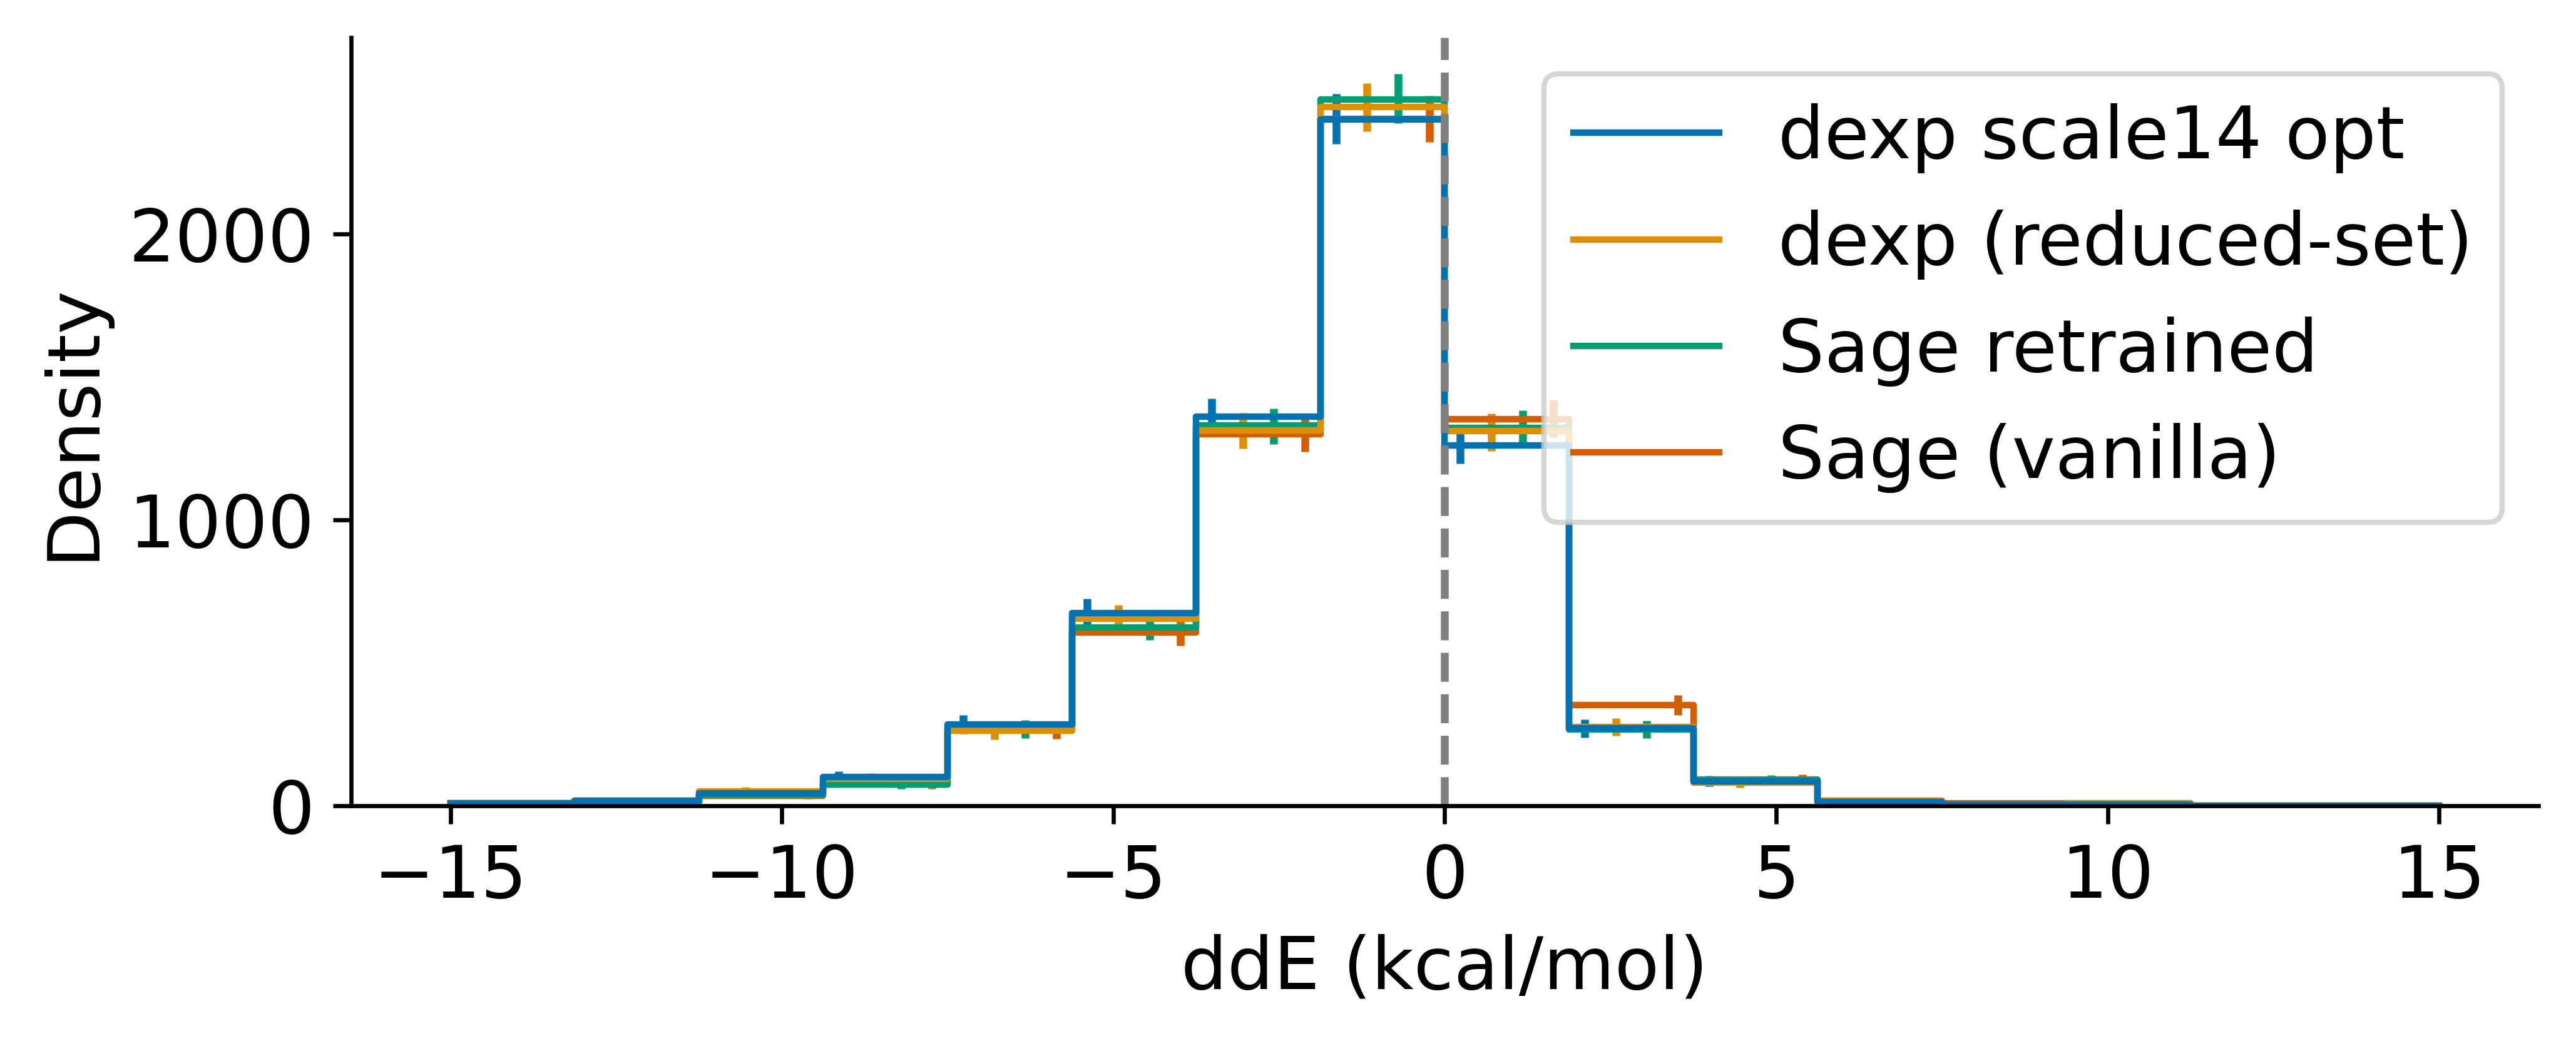 dexp scale14 opt
dexp (reduced-set)
Sage retrained
Sage (vanilla)
Density
2000
1000
0
−15 −10 −5 0 5 10 15
ddE (kcal/mol)